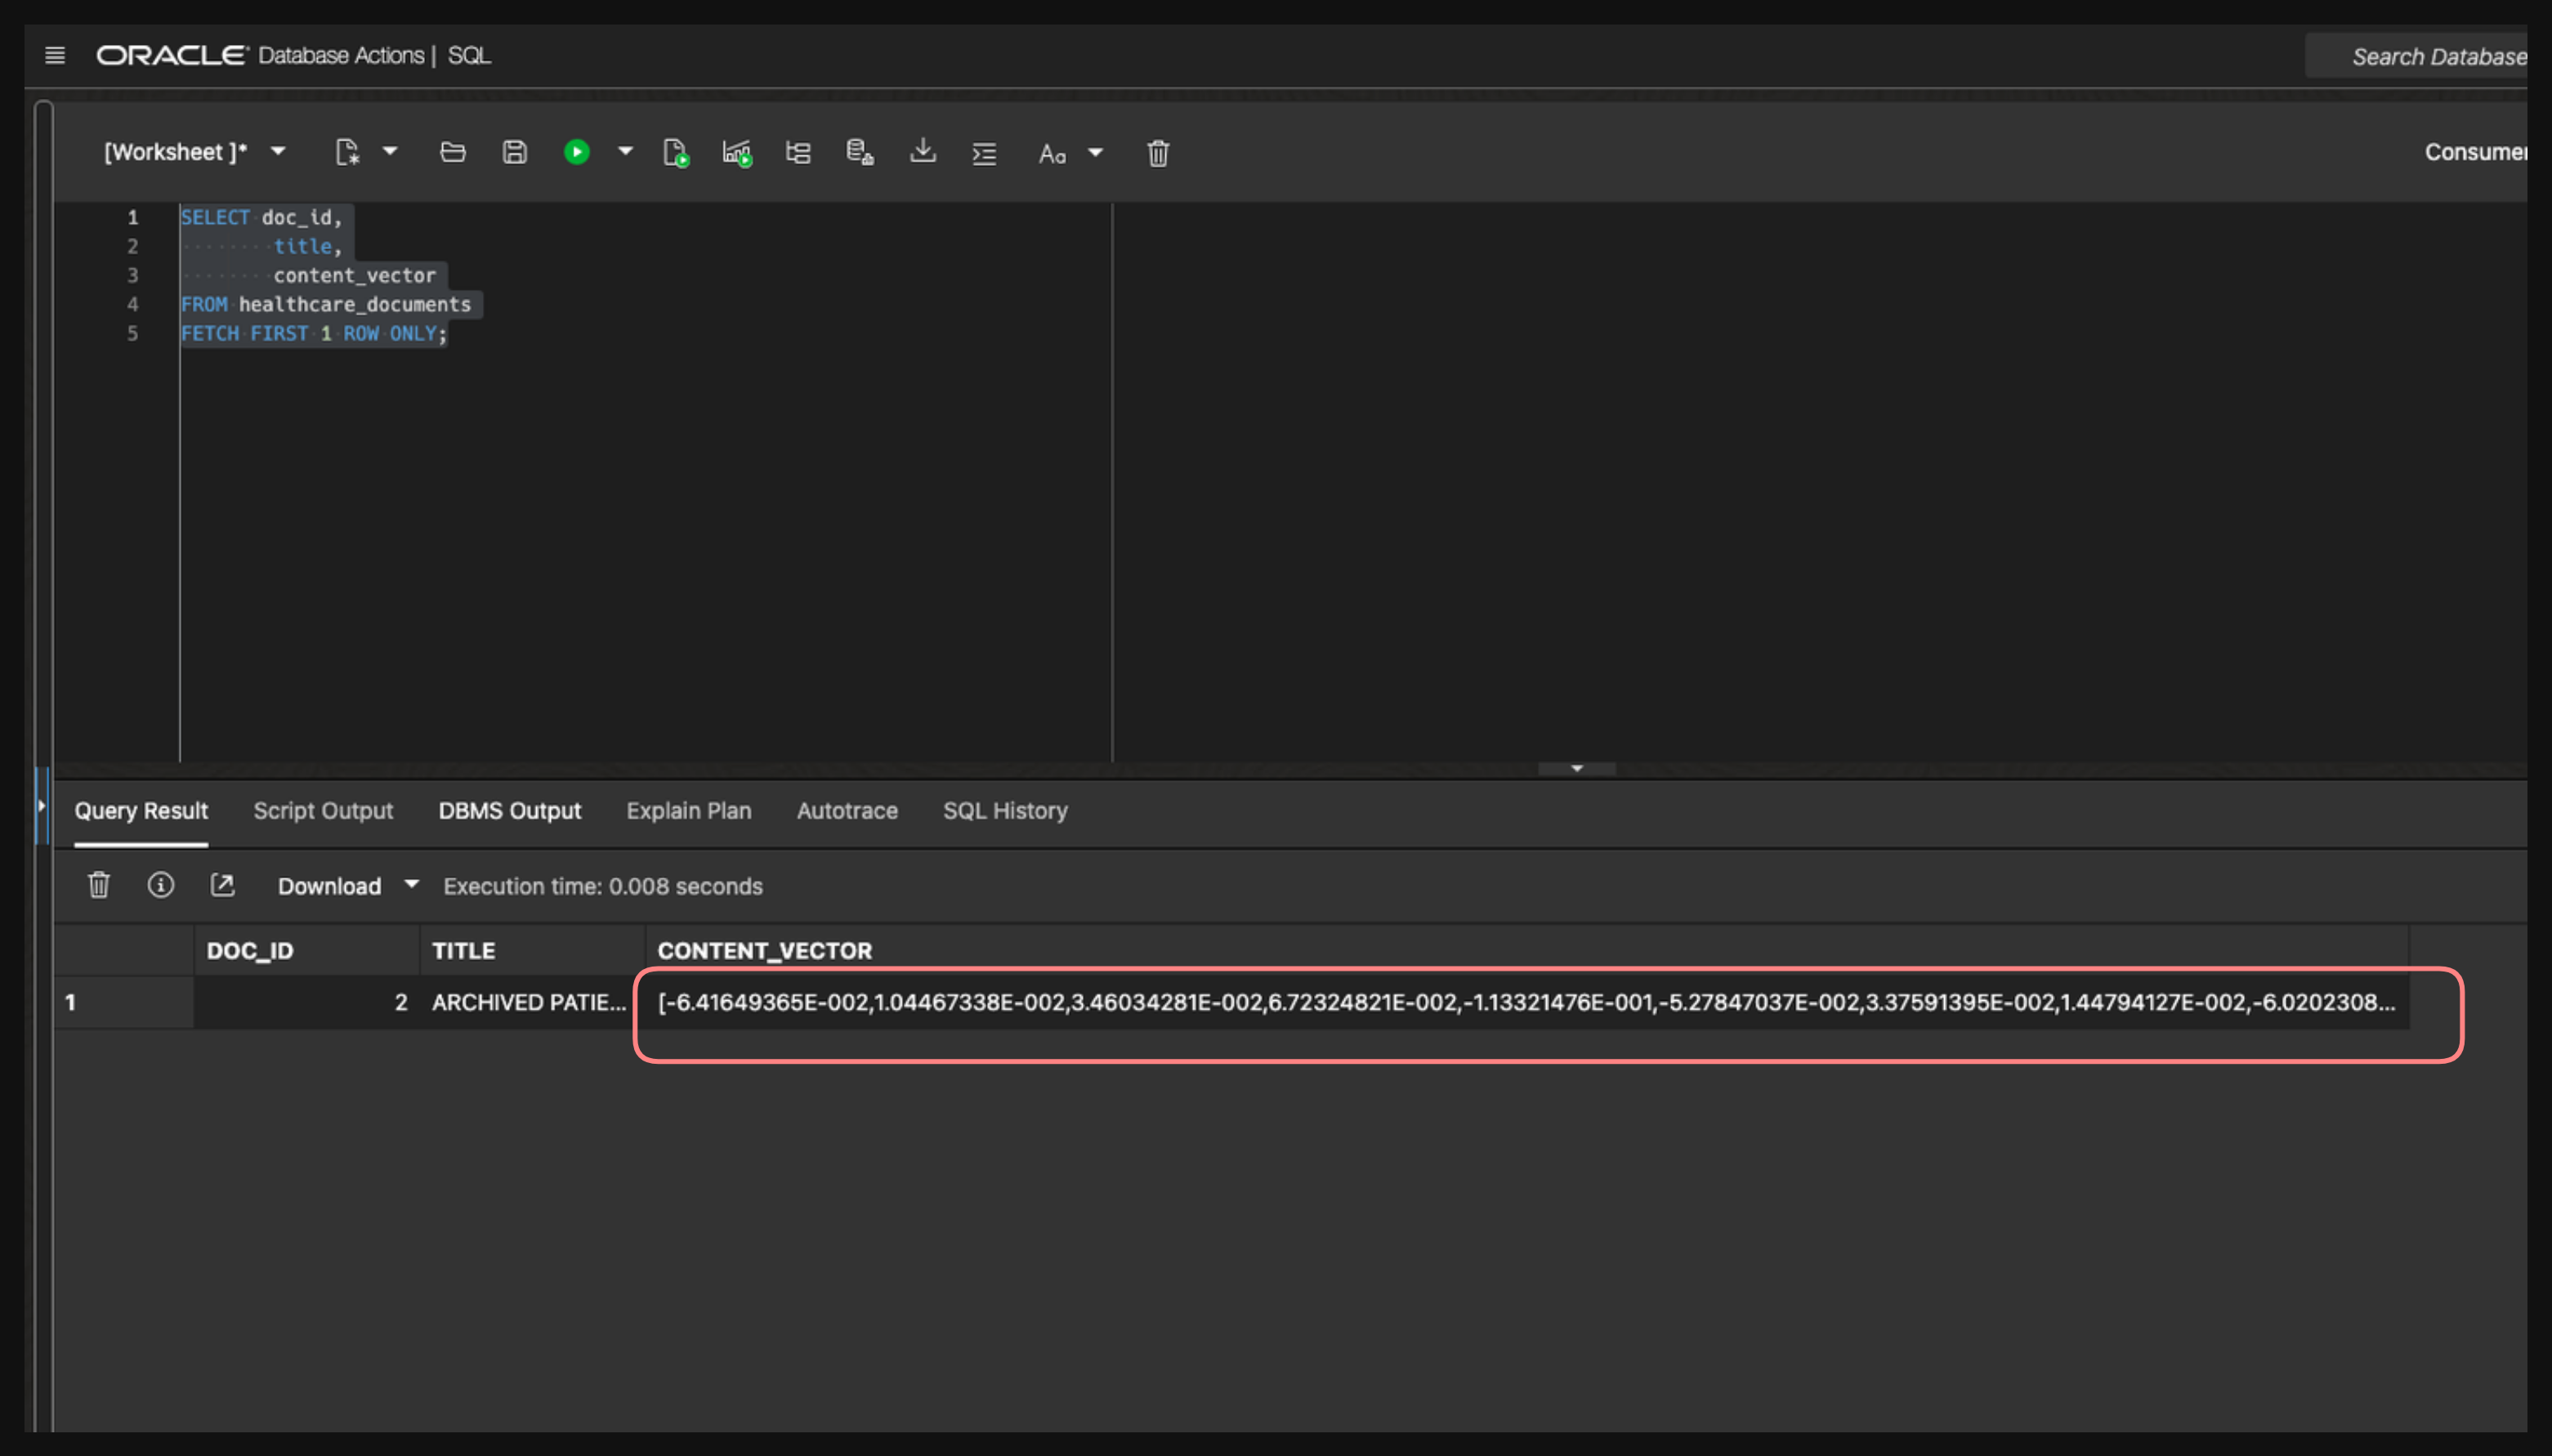 ORACLE Database Actions | SQL
Search Database
[Worksheet ]*
Aa
Consumer
1 SELECT doc_id,
2 title,
3 content_vector
4 FROM healthcare_documents
5 FETCH FIRST 1 ROW ONLY;
Query Result Script Output DBMS Output Explain Plan Autotrace SQL History
Download Execution time: 0.008 seconds
DOC_ID TITLE CONTENT_VECTOR
1 2 ARCHIVED PATIE... [-6.41649365E-002,1.04467338E-002,3.46034281E-002,6.72324821E-002,-1.13321476E-001,-5.27847037E-002,3.37591395E-002,1.44794127E-002,-6.0202308...